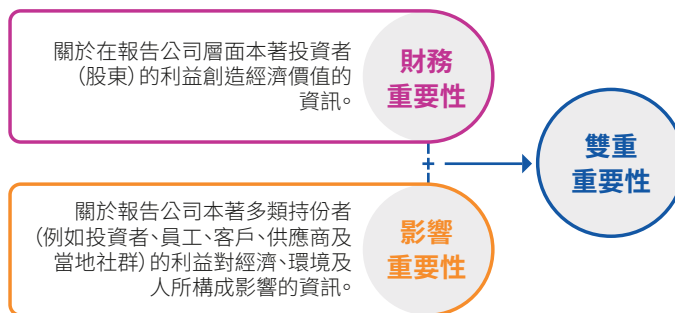 關於在報告公司層面本著投資者
（股東）的利益創造經濟價值的
資訊。
財務
重要性
+
雙重
重要性
關於報告公司本著多類持份者
（例如投資者、員工、客戶、供應商及
當地社群）的利益對經濟、環境及
人所構成影響的資訊。
影響
重要性